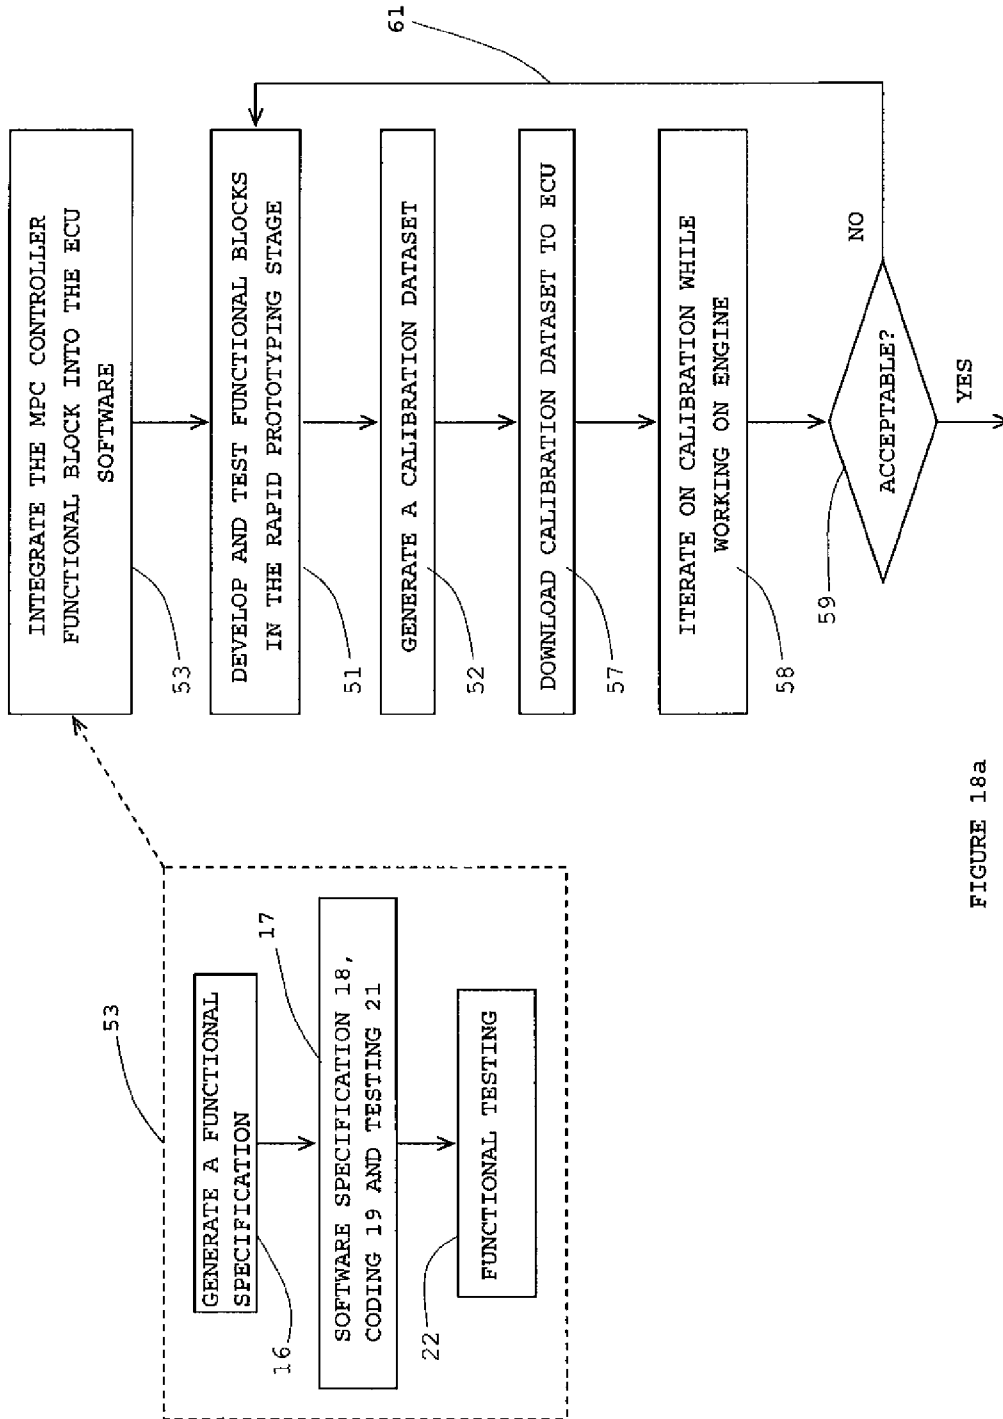 53
GENERATE A FUNCTIONAL
SPECIFICATION
16
17
SOFTWARE SPECIFICATION 18,
CODING 19 AND TESTING 21
22
FUNCTIONAL TESTING
INTEGRATE THE MPC CONTROLLER
FUNCTIONAL BLOCK INTO THE ECU
SOFTWARE
53
DEVELOP AND TEST FUNCTIONAL BLOCKS
IN THE RAPID PROTOTYPING STAGE
51
61
GENERATE A CALIBRATION DATASET
52
DOWNLOAD CALIBRATION DATASET TO ECU
57
ITERATE ON CALIBRATION WHILE
WORKING ON ENGINE
58
59
ACCEPTABLE?
NO
YES
FIGURE 18a